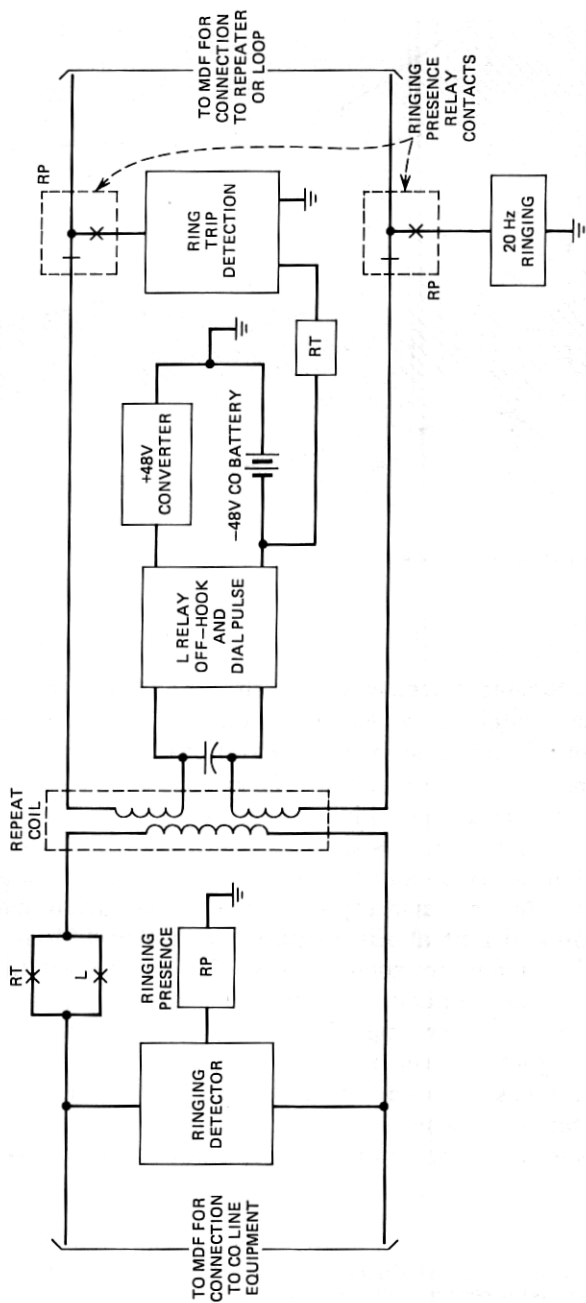 TO MDF FOR
CONNECTION
TO CO LINE
EQUIPMENT
RT
L
RINGING
DETECTOR
RINGING
PRESENCE
RP
REPEAT
COIL
L RELAY
OFF-HOOK
AND
DIAL PULSE
+48V
CONVERTER
-48V CO BATTERY
RT
RING
TRIP
DETECTION
RP
RP
20 Hz
RINGING
RINGING
PRESENCE
RELAY
CONTACTS
TO MDF FOR
CONNECTION
TO REPEATER
OR LOOP